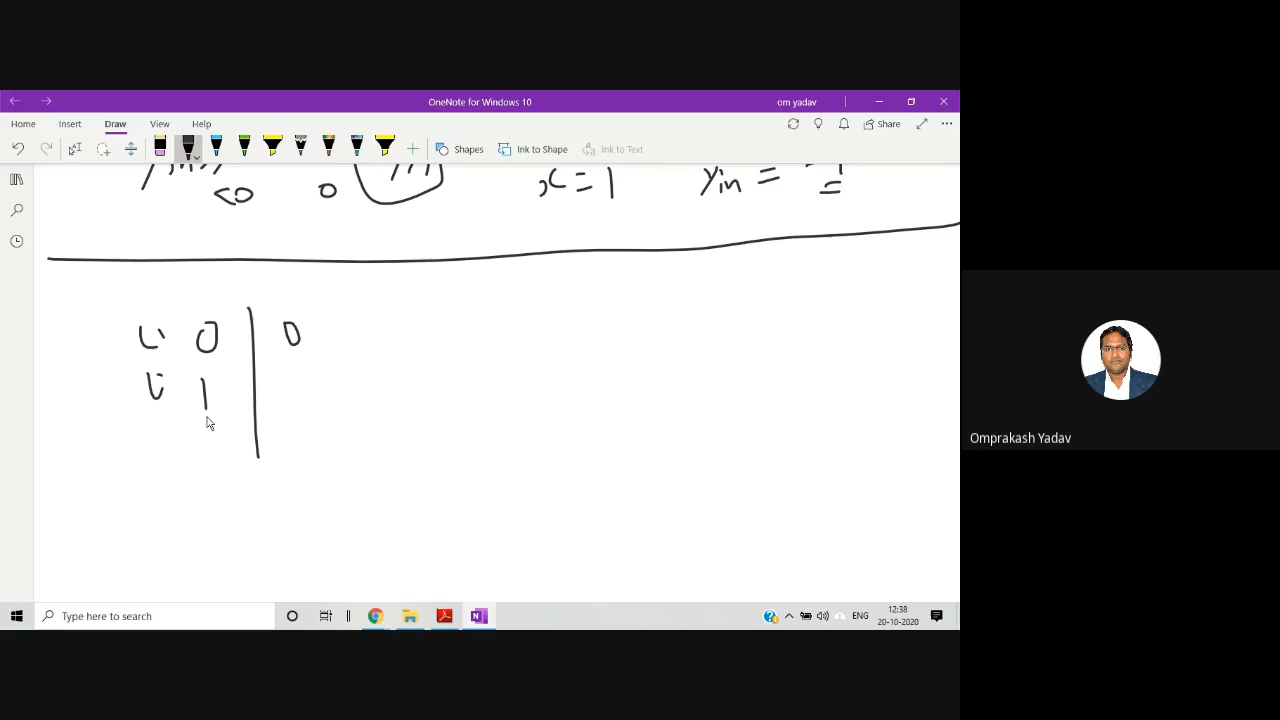 OneNote for Windows 10
om yadav
Home Insert Draw View Help
Share
Shapes Ink to Shape Ink to Text
<0 0 x = 1 yin =
0 0 | 0
0 1
Omprakash Yadav
Type here to search
ENG
12:38
20-10-2020